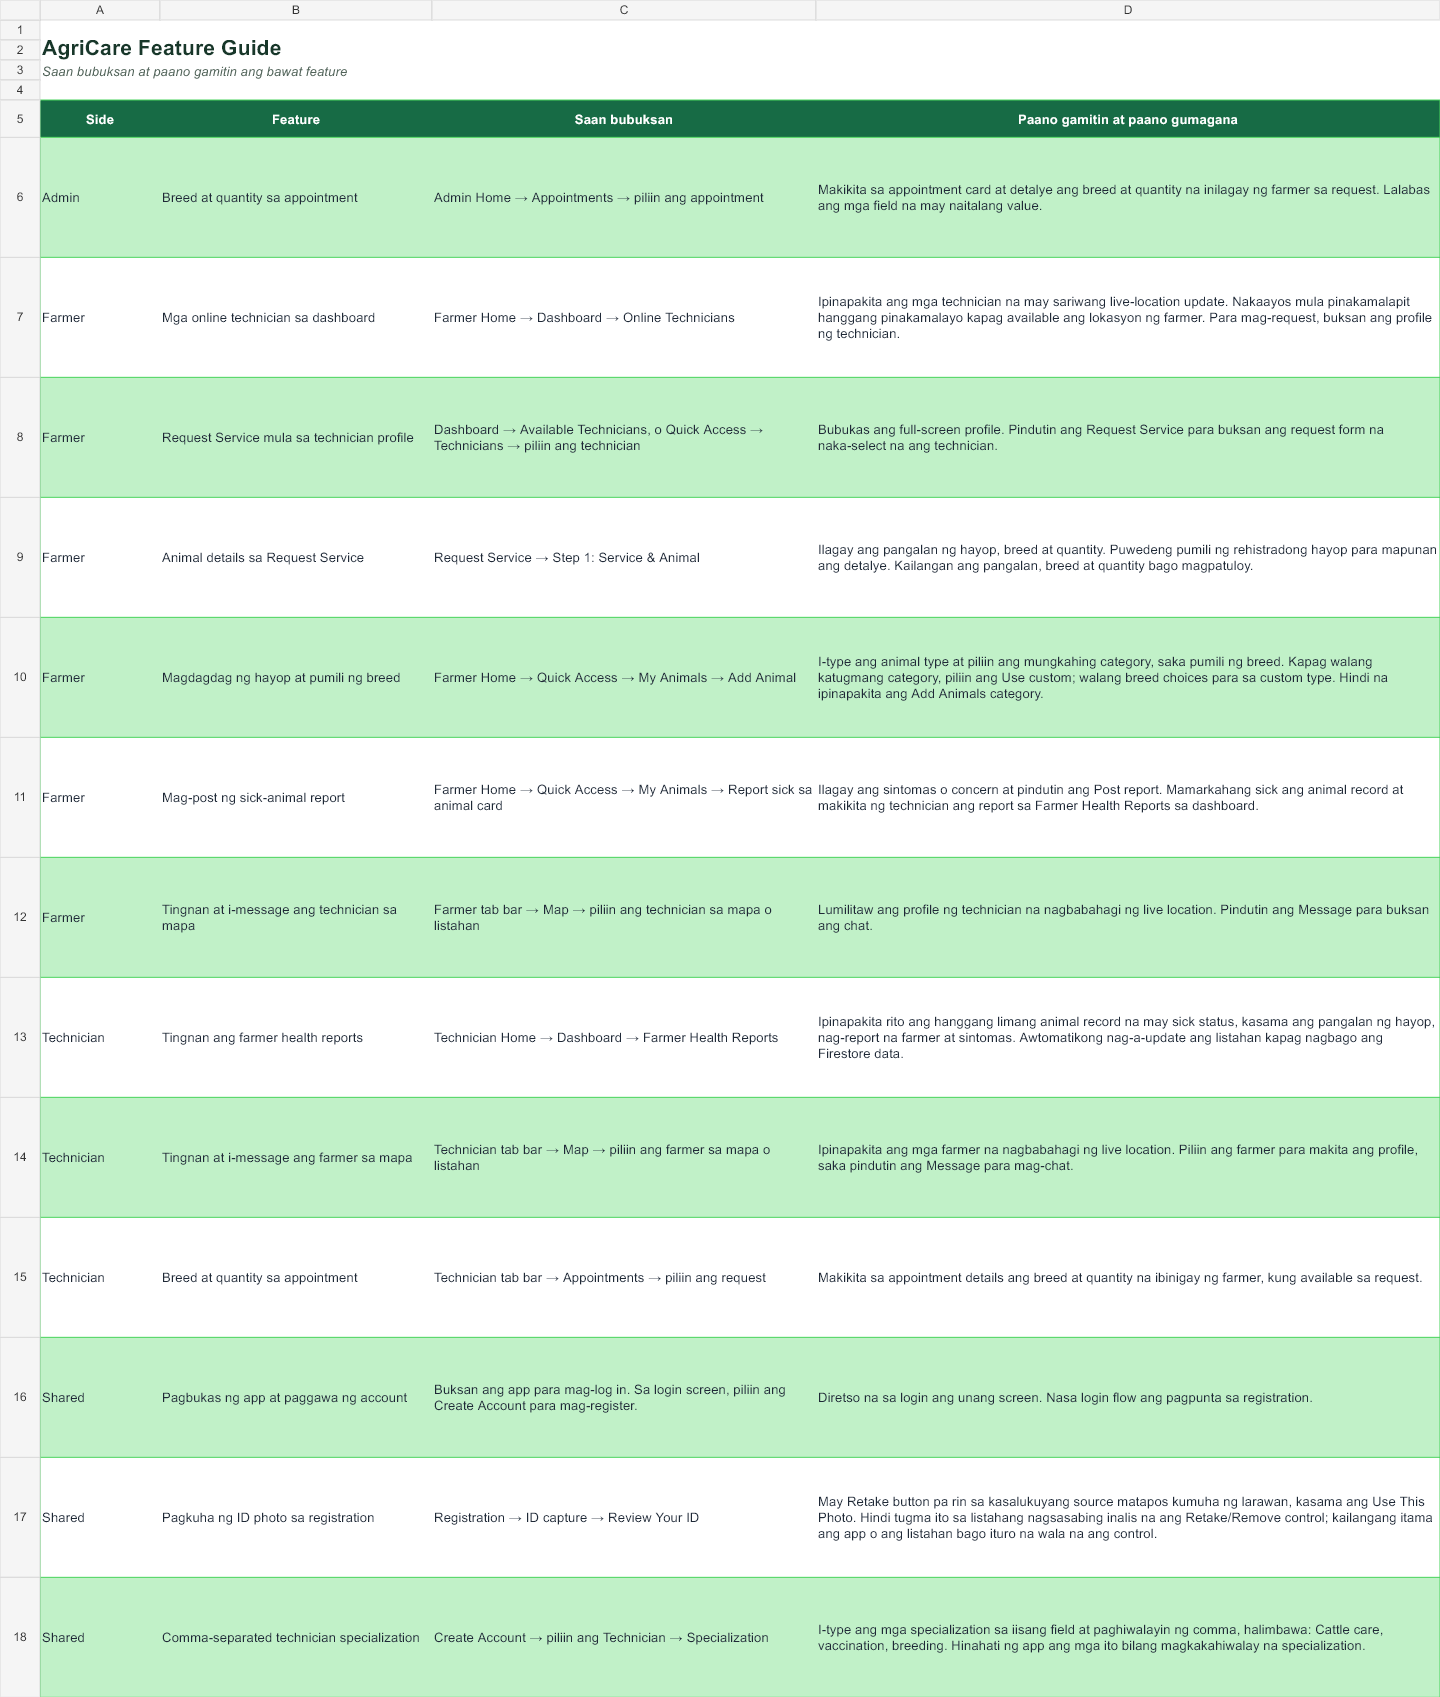 A B C D
1
2 AgriCare Feature Guide
3 Saan bubuksan at paano gamitin ang bawat feature
4
5 Side Feature Saan bubuksan Paano gamitin at paano gumagana
6 Admin Breed at quantity sa appointment Admin Home → Appointments → piliin ang appointment
Makikita sa appointment card at detalye ang breed at quantity na inilagay ng farmer sa request. Lalabas
ang mga field na may naitalang value.
7 Farmer Mga online technician sa dashboard Farmer Home → Dashboard → Online Technicians
Ipinapakita ang mga technician na may sariwang live-location update. Nakaayos mula pinakamalapit
hanggang pinakamalayo kapag available ang lokasyon ng farmer. Para mag-request, buksan ang profile
ng technician.
8 Farmer Request Service mula sa technician profile
Dashboard → Available Technicians, o Quick Access →
Technicians → piliin ang technician
Bubukas ang full-screen profile. Pindutin ang Request Service para buksan ang request form na
naka-select na ang technician.
9 Farmer Animal details sa Request Service Request Service → Step 1: Service & Animal
Ilagay ang pangalan ng hayop, breed at quantity. Puwedeng pumili ng rehistradong hayop para mapunan
ang detalye. Kailangan ang pangalan, breed at quantity bago magpatuloy.
10 Farmer Magdagdag ng hayop at pumili ng breed Farmer Home → Quick Access → My Animals → Add Animal
I-type ang animal type at piliin ang mungkahing category, saka pumili ng breed. Kapag walang
katugmang category, piliin ang Use custom; walang breed choices para sa custom type. Hindi na
ipinapakita ang Add Animals category.
11 Farmer Mag-post ng sick-animal report
Farmer Home → Quick Access → My Animals → Report sick sa
animal card
Ilagay ang sintomas o concern at pindutin ang Post report. Mamarkahang sick ang animal record at
makikita ng technician ang report sa Farmer Health Reports sa dashboard.
12 Farmer
Tingnan at i-message ang technician sa
mapa
Farmer tab bar → Map → piliin ang technician sa mapa o
listahan
Lumilitaw ang profile ng technician na nagbabahagi ng live location. Pindutin ang Message para buksan
ang chat.
13 Technician Tingnan ang farmer health reports Technician Home → Dashboard → Farmer Health Reports
Ipinapakita rito ang hanggang limang animal record na may sick status, kasama ang pangalan ng hayop,
nag-report na farmer at sintomas. Awtomatikong nag-a-update ang listahan kapag nagbago ang
Firestore data.
14 Technician Tingnan at i-message ang farmer sa mapa
Technician tab bar → Map → piliin ang farmer sa mapa o
listahan
Ipinapakita ang mga farmer na nagbabahagi ng live location. Piliin ang farmer para makita ang profile,
saka pindutin ang Message para mag-chat.
15 Technician Breed at quantity sa appointment Technician tab bar → Appointments → piliin ang request
Makikita sa appointment details ang breed at quantity na ibinigay ng farmer, kung available sa request.
16 Shared Pagbukas ng app at paggawa ng account
Buksan ang app para mag-log in. Sa login screen, piliin ang
Create Account para mag-register.
Diretso na sa login ang unang screen. Nasa login flow ang pagpunta sa registration.
17 Shared Pagkuha ng ID photo sa registration Registration → ID capture → Review Your ID
May Retake button pa rin sa kasalukuyang source matapos kumuha ng larawan, kasama ang Use This
Photo. Hindi tugma ito sa listahang nagsasabing inalis na ang Retake/Remove control; kailangang itama
ang app o ang listahan bago ituro na wala na ang control.
18 Shared Comma-separated technician specialization Create Account → piliin ang Technician → Specialization
I-type ang mga specialization sa iisang field at paghiwalayin ng comma, halimbawa: Cattle care,
vaccination, breeding. Hinahati ng app ang mga ito bilang magkakahiwalay na specialization.